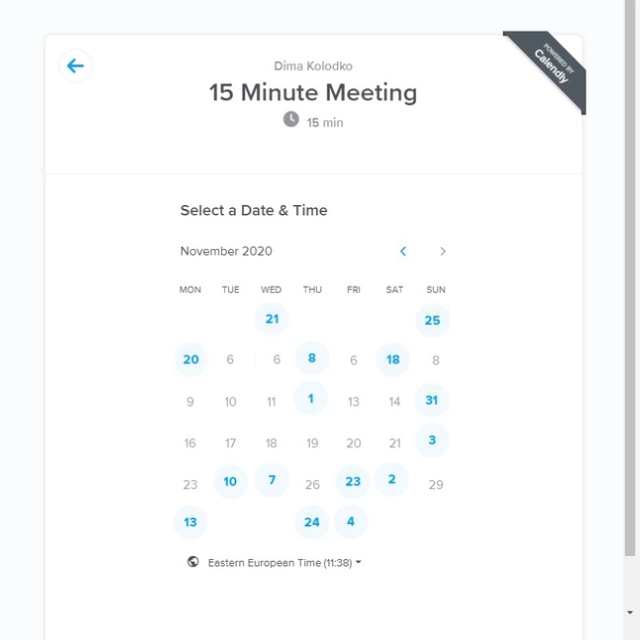 POWERED BY
Calendly
Dima Kolodko
15 Minute Meeting
15 min
Select a Date & Time
November 2020
MON TUE WED THU FRI SAT SUN
21 25
20 6 6 8 6 18 8
9 10 11 1 13 14 31
16 17 18 19 20 21 3
23 10 7 26 23 2 29
13 24 4
Eastern European Time (11:38)